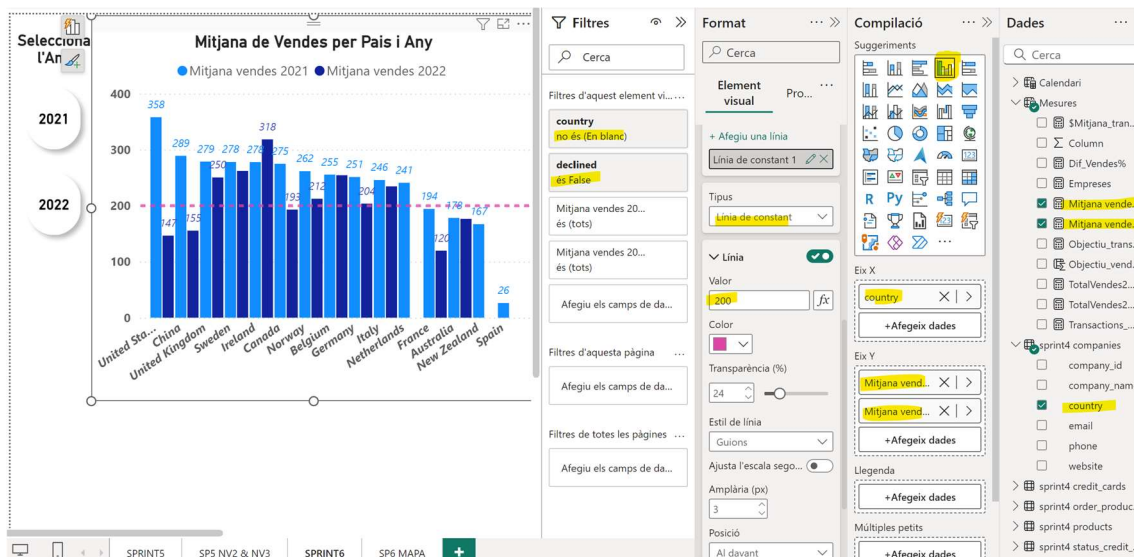 Selecciona
l'An
2021
2022
Mitjana de Vendes per Pais i Any
Mitjana vendes 2021 Mitjana vendes 2022
400
300
200
100
0
358
147
289
155
279
250
278
278
318
275
193
262
212
255
251
204
246
241
194
120
178
167
26
United Sta...
China
United Kingdom
Sweden
Ireland
Canada
Norway
Belgium
Germany
Italy
Netherlands
France
Australia
New Zealand
Spain
SPRINT5 SP5 NV2 & NV3 SPRINT6 SP6 MAPA +
Filtres
Cerca
Filtres d'aquest element vi... ...
country
no és (En blanc)
declined
és False
Mitjana vendes 20...
és (tots)
Mitjana vendes 20...
és (tots)
Afegiu els camps de da...
Filtres d'aquesta pàgina ...
Afegiu els camps de da...
Filtres de totes les pàgines ...
Afegiu els camps de da...
Format ...
Cerca
Element visual Pro... ...
+ Afegiu una línia
Línia de constant 1
Tipus
Línia de constant
Línia
Valor
200 fx
Color
Transparència (%)
24
Estil de línia
Guions
Ajusta l'escala sego...
Amplària (px)
3
Posició
Al davant
Compilació ...
Suggeriments
123
R Py
...
Eix X
country
+Afegeix dades
Eix Y
Mitjana vend...
Mitjana vend...
+Afegeix dades
Llegenda
+Afegeix dades
Múltiples petits
+Afegeix dades
Dades ...
Cerca
Calendari
Mesures
$Mitjana_tran...
Column
Dif_Vendes%
Empreses
Mitjana vende...
Mitjana vende...
Objectiu_trans...
Objectiu_vend...
TotalVendes2...
TotalVendes2...
Transactions_...
sprint4 companies
company_id
company_nam
country
email
phone
website
sprint4 credit_cards
sprint4 order_produc...
sprint4 products
sprint4 status_credit_...